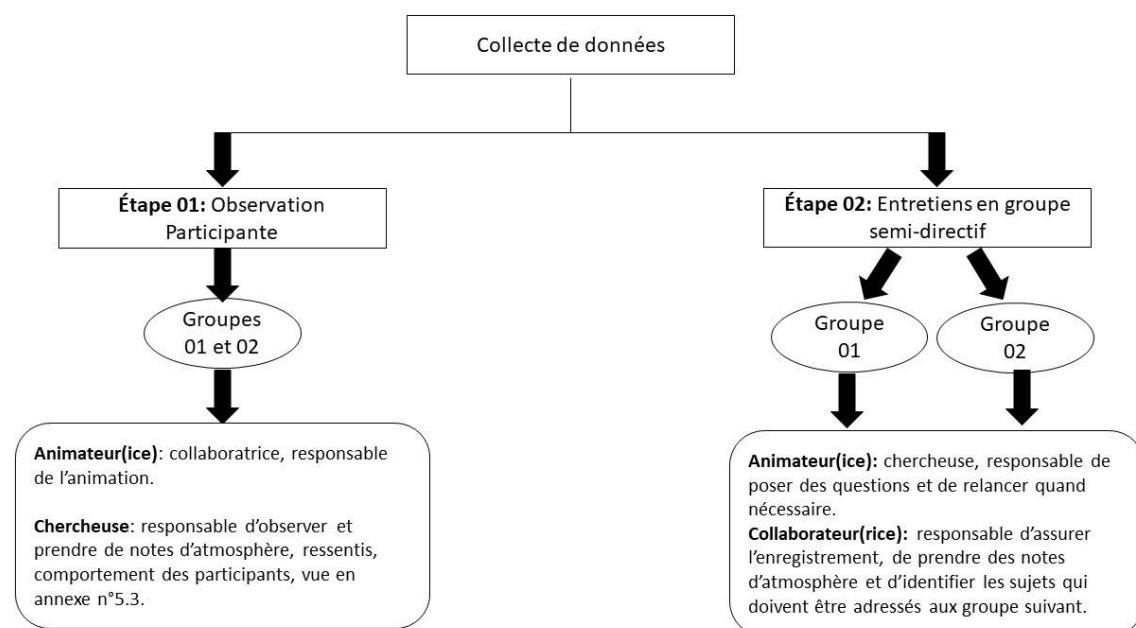 Collecte de données
Étape 01: Observation
Participante
Étape 02: Entretiens en groupe
semi-directif
Groupes
01 et 02
Groupe
01
Groupe
02
Animateur(ice): collaboratrice, responsable
de l'animation.
Chercheuse: responsable d'observer et
prendre de notes d'atmosphère, ressentis,
comportement des participants, vue en
annexe n°5.3.
Animateur(ice): chercheuse, responsable de
poser des questions et de relancer quand
nécessaire.
Collaborateur(rice): responsable d'assurer
l'enregistrement, de prendre des notes
d'atmosphère et d'identifier les sujets qui
doivent être adressés aux groupe suivant.